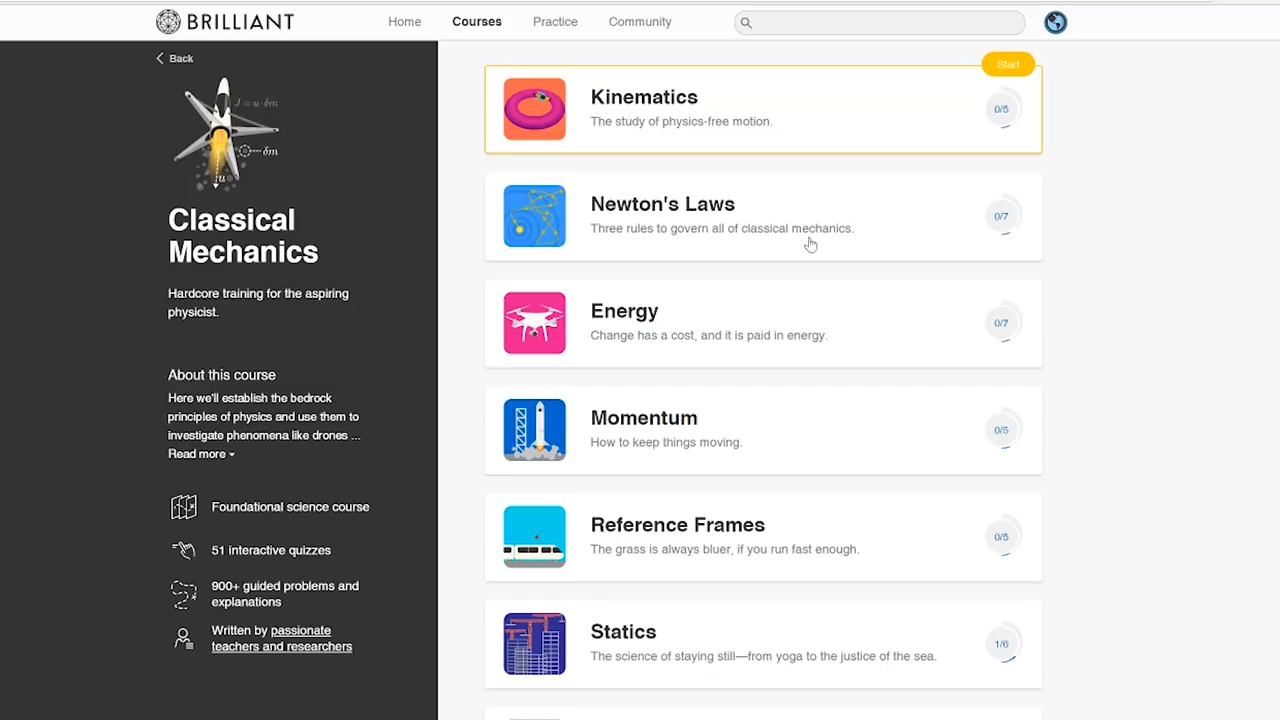 BRILLIANT
Home
Courses
Practice
Community
Back
J = u·δm
δm
u
Classical
Mechanics
Hardcore training for the aspiring
physicist.
About this course
Here we'll establish the bedrock
principles of physics and use them to
investigate phenomena like drones ...
Read more
Foundational science course
51 interactive quizzes
900+ guided problems and
explanations
Written by passionate
teachers and researchers
Start
Kinematics
The study of physics-free motion.
0/5
Newton's Laws
Three rules to govern all of classical mechanics.
0/7
Energy
Change has a cost, and it is paid in energy.
0/7
Momentum
How to keep things moving.
0/5
Reference Frames
The grass is always bluer, if you run fast enough.
0/5
Statics
The science of staying still—from yoga to the justice of the sea.
1/6